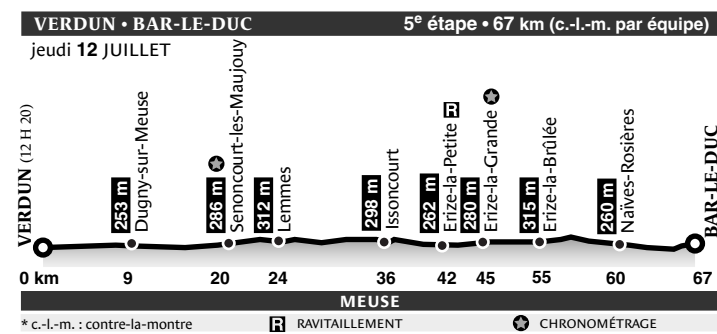 VERDUN • BAR-LE-DUC 5e étape • 67 km (c.-l.-m. par équipe)
jeudi 12 JUILLET
VERDUN (12 H 20)
253 m Dugny-sur-Meuse
286 m Senoncourt-les-Maujouy
312 m Lemmes
298 m Issoncourt
262 m Erize-la-Petite R
280 m Erize-la-Grande
315 m Erize-la-Brûlée
260 m Naives-Rosières
BAR-LE-DUC
0 km 9 20 24 36 42 45 55 60 67
MEUSE
* c.-l.-m. : contre-la-montre R RAVITAILLEMENT CHRONOMÉTRAGE